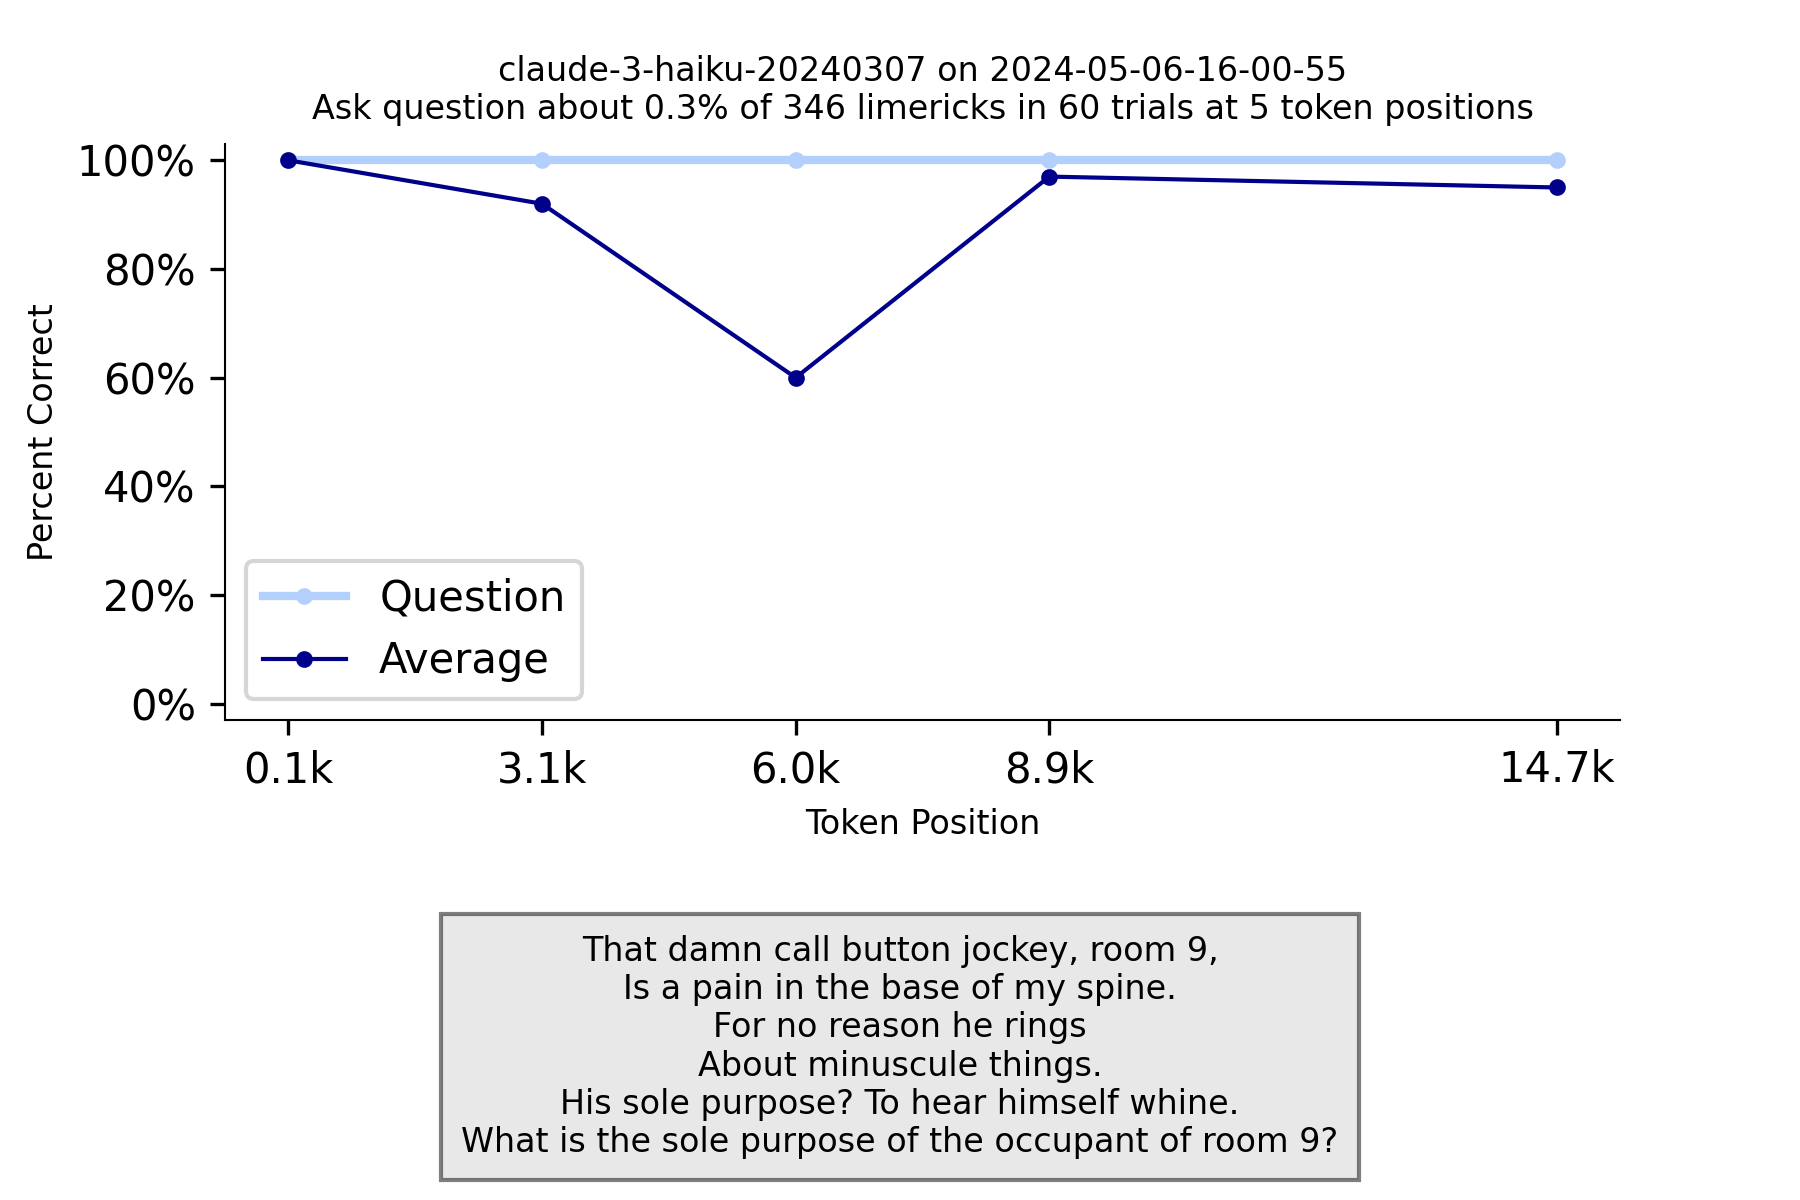 claude-3-haiku-20240307 on 2024-05-06-16-00-55
Ask question about 0.3% of 346 limericks in 60 trials at 5 token positions
100%
80%
60%
40%
20%
0%
Percent Correct
Question
Average
0.1k 3.1k 6.0k 8.9k 14.7k
Token Position
That damn call button jockey, room 9,
Is a pain in the base of my spine.
For no reason he rings
About minuscule things.
His sole purpose? To hear himself whine.
What is the sole purpose of the occupant of room 9?